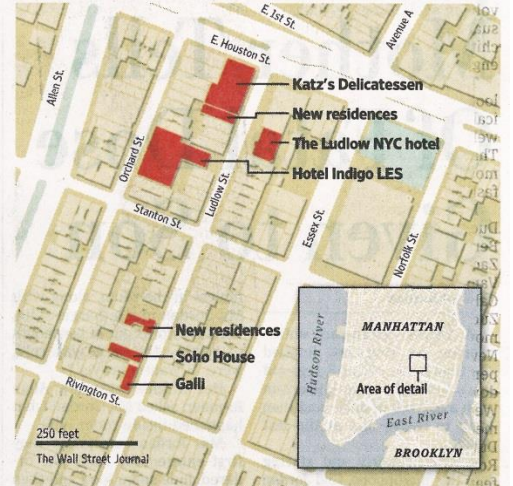 E. 1st St.
Avenue A
E. Houston St.
Allen St.
Katz's Delicatessen
New residences
The Ludlow NYC hotel
Hotel Indigo LES
Orchard St.
Ludlow St.
Stanton St.
Essex St.
Norfolk St.
New residences
Soho House
Galli
Rivington St.
250 feet
The Wall Street Journal
MANHATTAN
Hudson River
Area of detail
East River
BROOKLYN